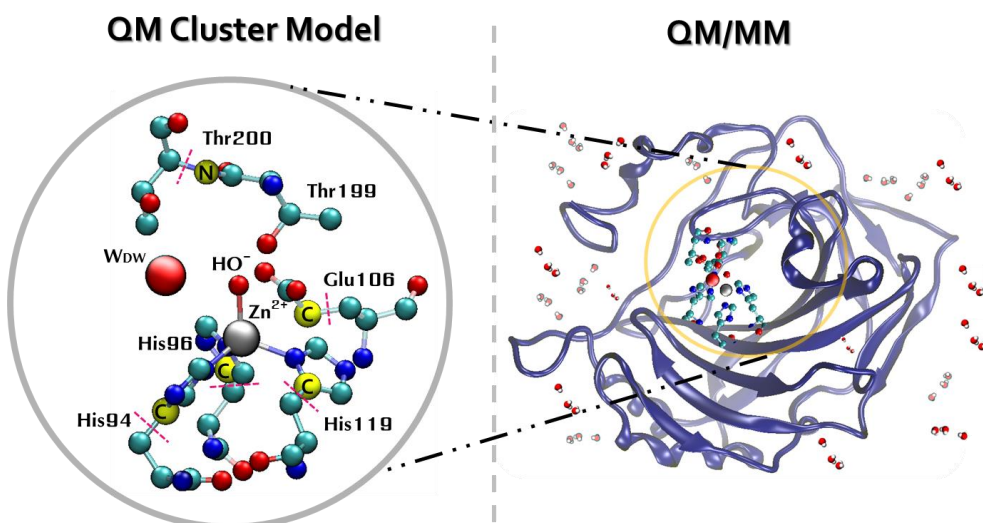 QM Cluster Model
QM/MM
Thr200
N
Thr199
WDW
HO⁻
Glu106
C
Zn²⁺
His96
C
C
C
His94
His119